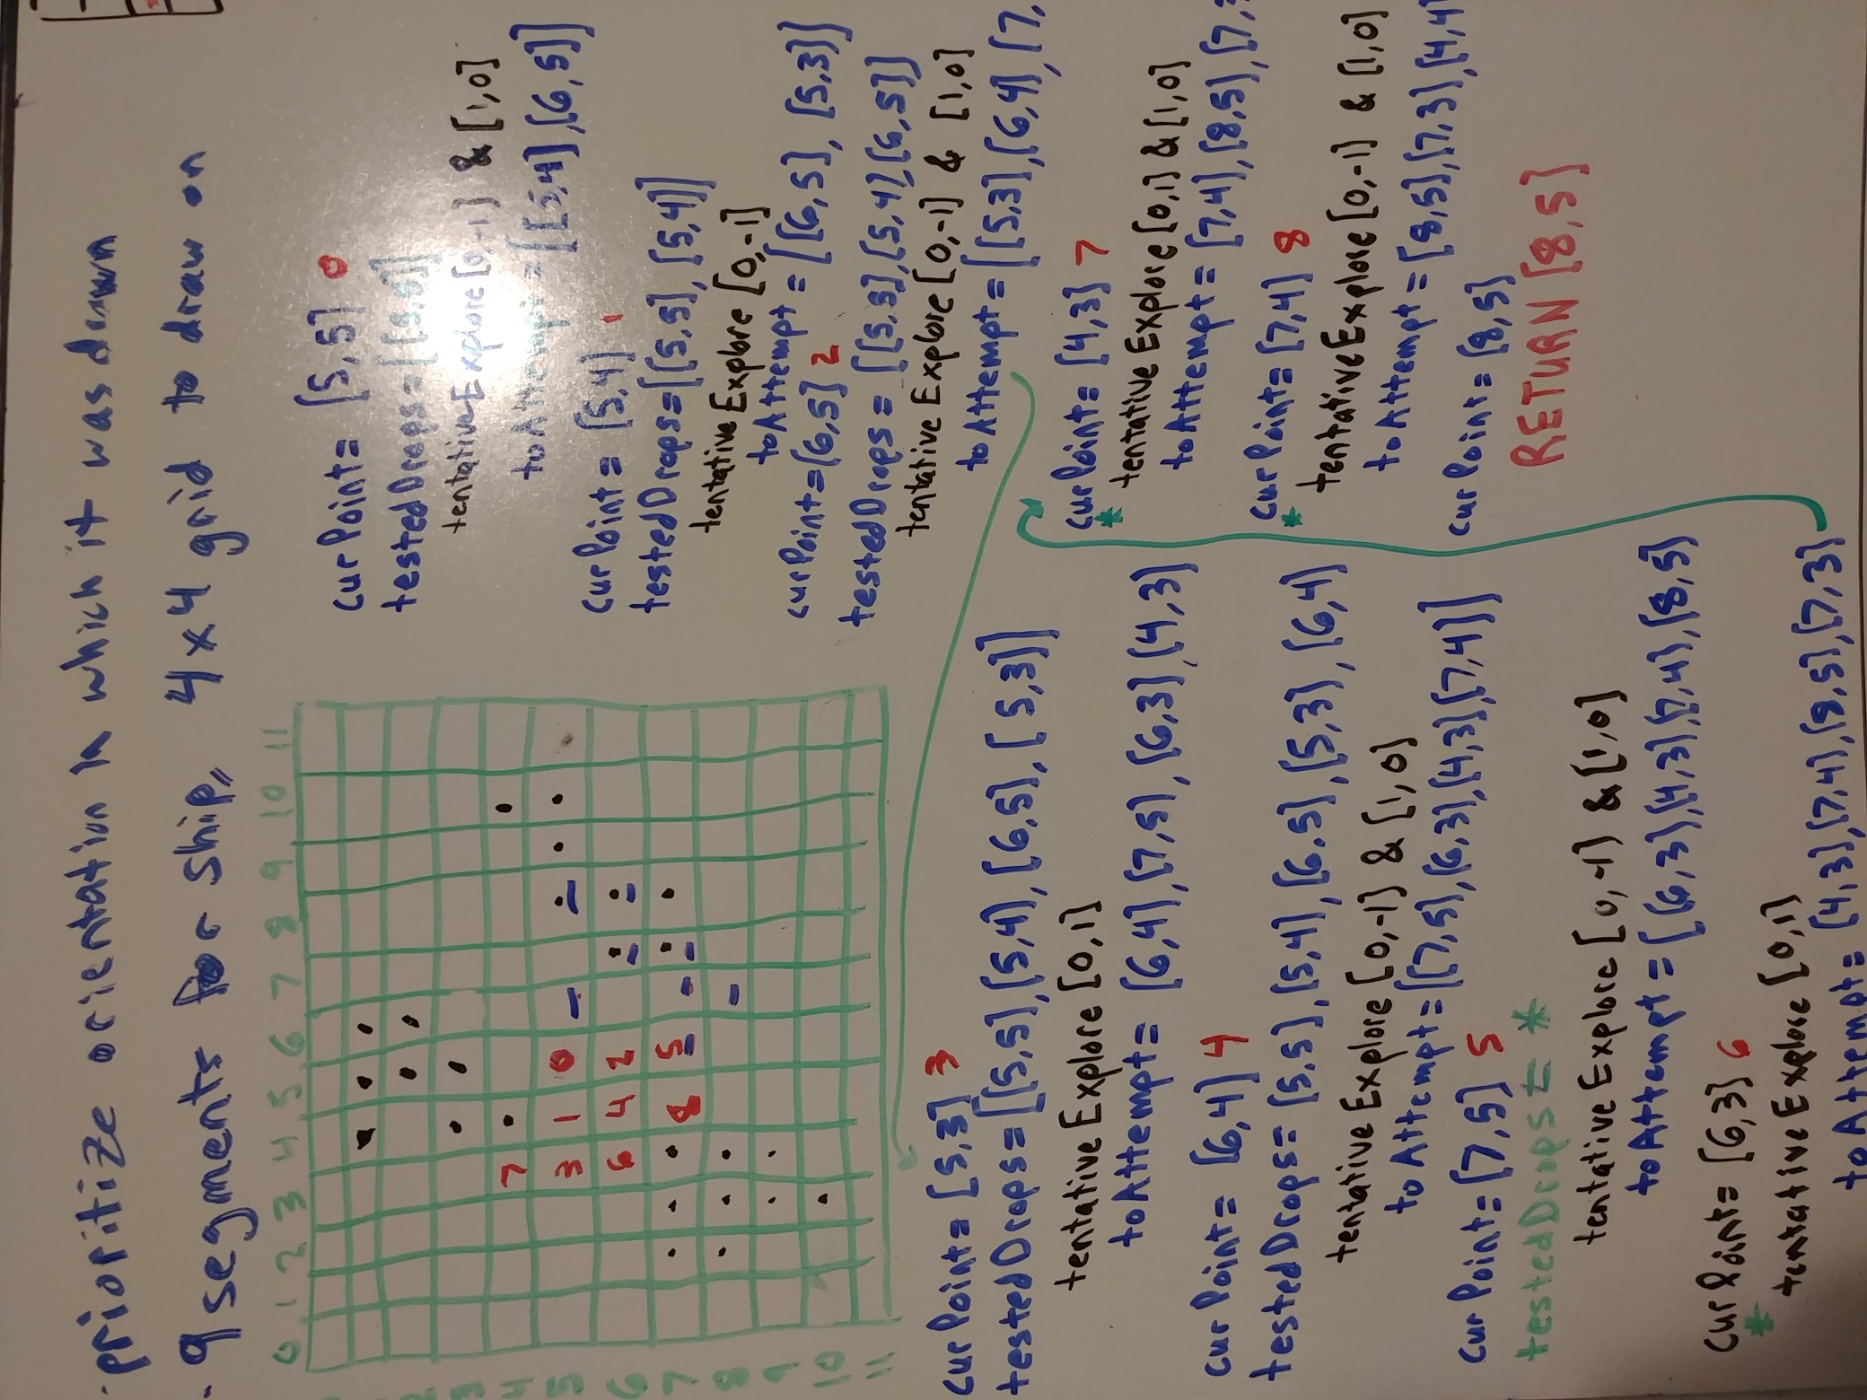 · prioritize orientation in which it was drawn
· 9 segments for ship, 4x4 grid to draw on
0 1 2 3 4 5 6 7 8 9 10 11
2
3
4 7
5 3 1 0
6 6 4 2
7 8 5
8
9
10
11
curPoint= [5,5] 0
testedDrops=[[5,5]]
tentativeExplore[0,-1] & [1,0]
toAttempt =[[5,4],[6,5]]
curPoint= [5,4] 1
testedDrops=[[5,5], [5,4]]
tentativeExplore [0,-1]
toAttempt = [[6,5], [5,3]]
curPoint=[6,5] 2
testedDrops = [[5,5],[5,4],[6,5]]
tentativeExplore[0,-1] & [1,0]
toAttempt=[[5,3],[6,4],[7,
curPoint= [5,3] 3
testedDrops=[[5,5],[5,4],[6,5],[5,3]]
tentativeExplore [0,1]
toAttempt= [6,4],[7,5],[6,3],[4,3]
curPoint= [6,4] 4
testedDrops= [5,5],[5,4],[6,5],[5,3],[6,4]
tentativeExplore [0,-1] & [1,0]
toAttempt=[[7,5],[6,3],[4,3],[7,4]]
curPoint=[7,5] 5
testedDrops= *
tentativeExplore [0,-1] & [1,0]
toAttempt=[[6,3],[4,3],[7,4],[8,5]
curPoint= [6,3] 6
* tentativeExplore [0,1]
toAttempt= [4,3],[7,4],[8,5],[7,3]
curPoint= [4,3] 7
* tentativeExplore [0,1] & [1,0]
toAttempt= [7,4],[8,5],[7,3
curPoint= [7,4] 8
* tentativeExplore [0,-1] & [1,0]
toAttempt = [8,5],[7,3],[4,4]
curPoint= [8,5]
RETURN [8,5]